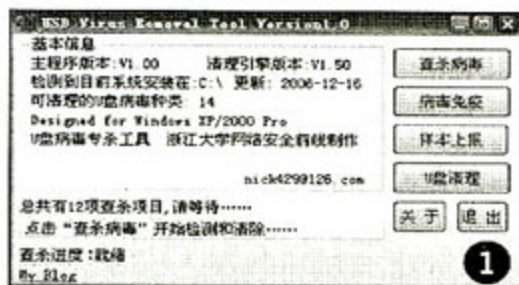 USB Virus Removal Tool Version1.0
基本信息
主程序版本:V1.00 清理引擎版本:V1.50
检测到目前系统安装在:C:\ 更新: 2006-12-16
可清理的U盘病毒种类: 14
Designed for Windows XP/2000 Pro
U盘病毒专杀工具 浙江大学网络安全前线制作
nick4299126.com
总共有12项查杀项目,请等待……
点击“查杀病毒”开始检测和清除……
查杀进度:就绪
My Blog
查杀病毒
病毒免疫
样本上报
U盘清理
关于 退出
1